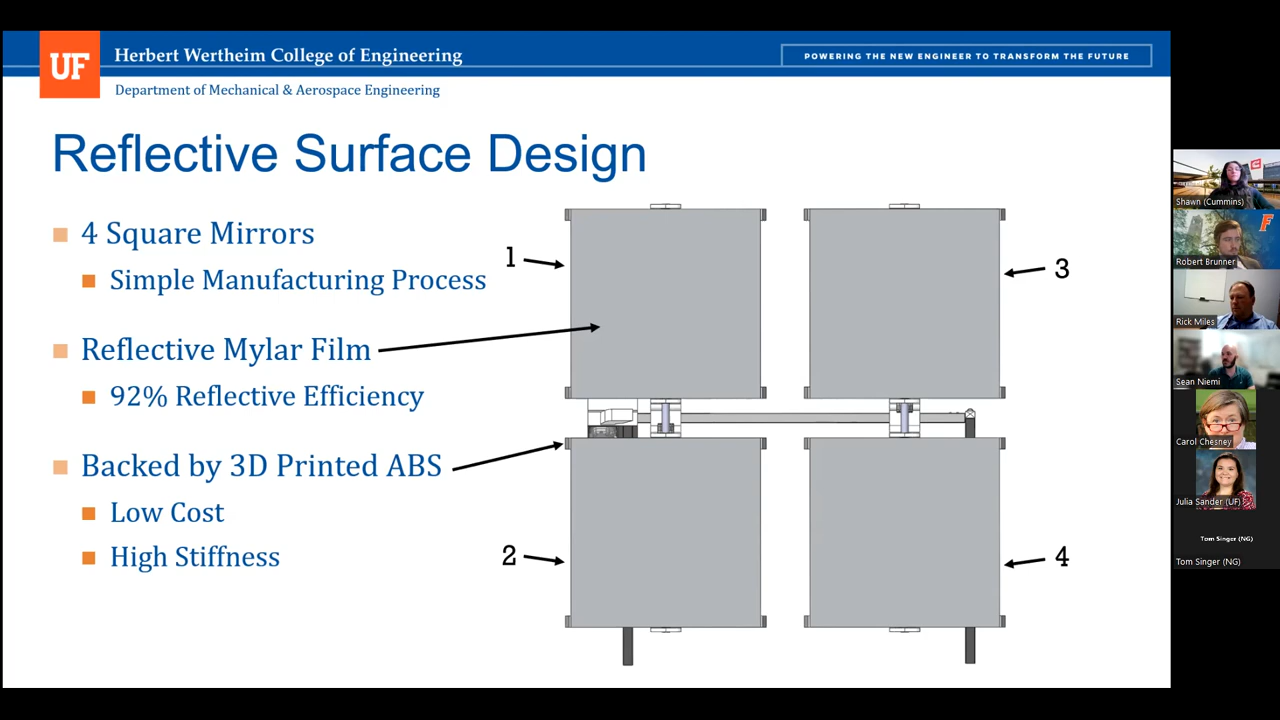 UF
Herbert Wertheim College of Engineering
POWERING THE NEW ENGINEER TO TRANSFORM THE FUTURE
Department of Mechanical & Aerospace Engineering
Reflective Surface Design
4 Square Mirrors
Simple Manufacturing Process
Reflective Mylar Film
92% Reflective Efficiency
Backed by 3D Printed ABS
Low Cost
High Stiffness
1
3
2
4
Shawn (Cummins)
F
Robert Brunner
Rick Miles
Sean Niemi
Carol Chesney
Julia Sander (UF)
Tom Singer (NG)
Tom Singer (NG)